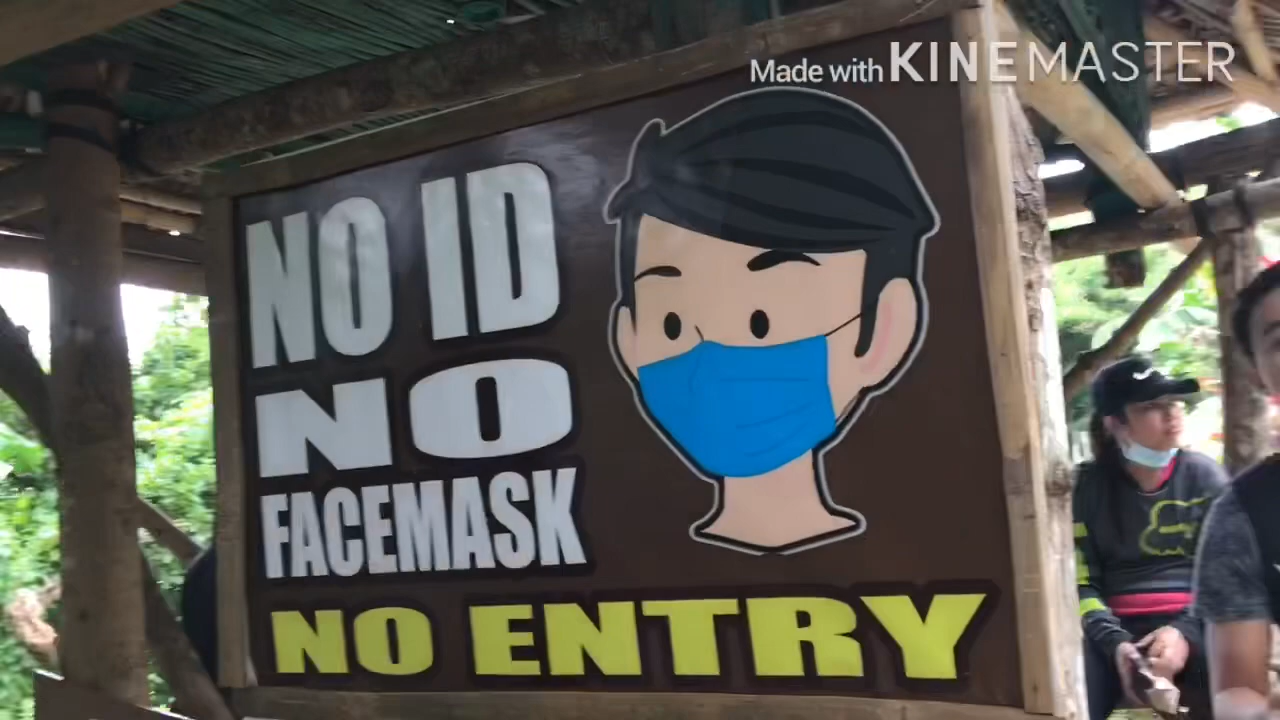 Made with KINEMASTER
NO ID
NO
FACEMASK
NO ENTRY